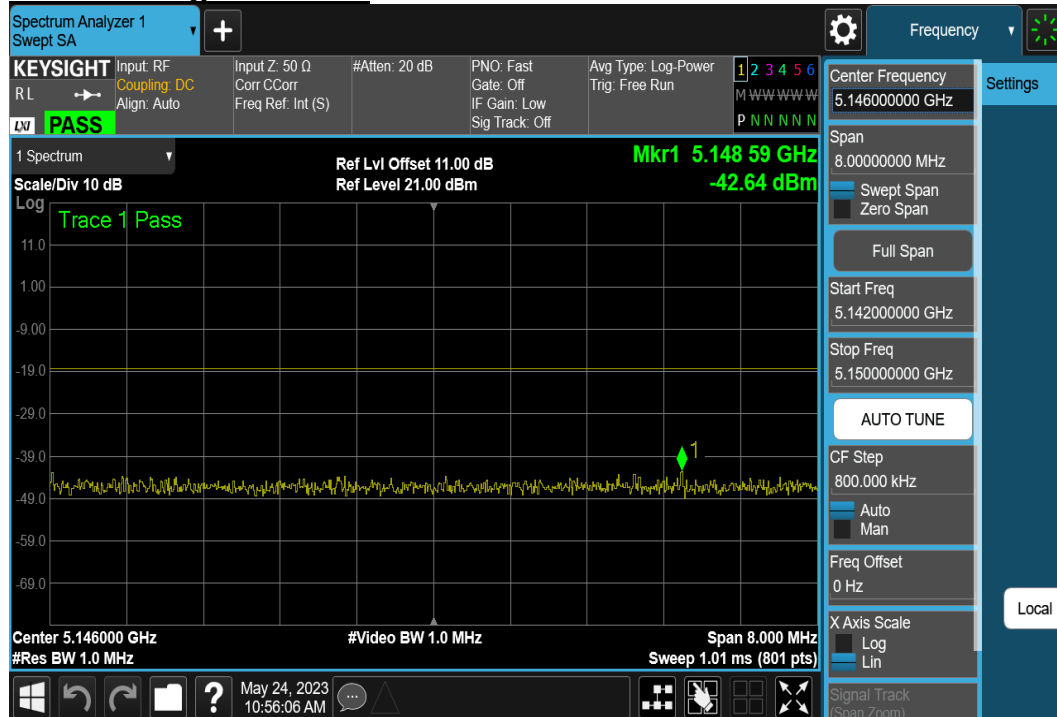 Spectrum Analyzer 1
Swept SA
+
Frequency
KEYSIGHT Input: RF Input Z: 50 Ω #Atten: 20 dB PNO: Fast Avg Type: Log-Power 1 2 3 4 5 6
RL Coupling: DC Corr CCorr Gate: Off Trig: Free Run M W W W W W
Align: Auto Freq Ref: Int (S) IF Gain: Low
LXI PASS Sig Track: Off P N N N N N
1 Spectrum
Ref Lvl Offset 11.00 dB Mkr1 5.148 59 GHz
Scale/Div 10 dB Ref Level 21.00 dBm -42.64 dBm
Log
Trace 1 Pass
11.0
1.00
-9.00
-19.0
-29.0
-39.0
1
-49.0
-59.0
-69.0
Center 5.146000 GHz #Video BW 1.0 MHz Span 8.000 MHz
#Res BW 1.0 MHz Sweep 1.01 ms (801 pts)
Center Frequency
5.146000000 GHz
Settings
Span
8.00000000 MHz
Swept Span
Zero Span
Full Span
Start Freq
5.142000000 GHz
Stop Freq
5.150000000 GHz
AUTO TUNE
CF Step
800.000 kHz
Auto
Man
Freq Offset
0 Hz
Local
X Axis Scale
Log
Lin
Signal Track
(Span Zoom)
? May 24, 2023
10:56:06 AM